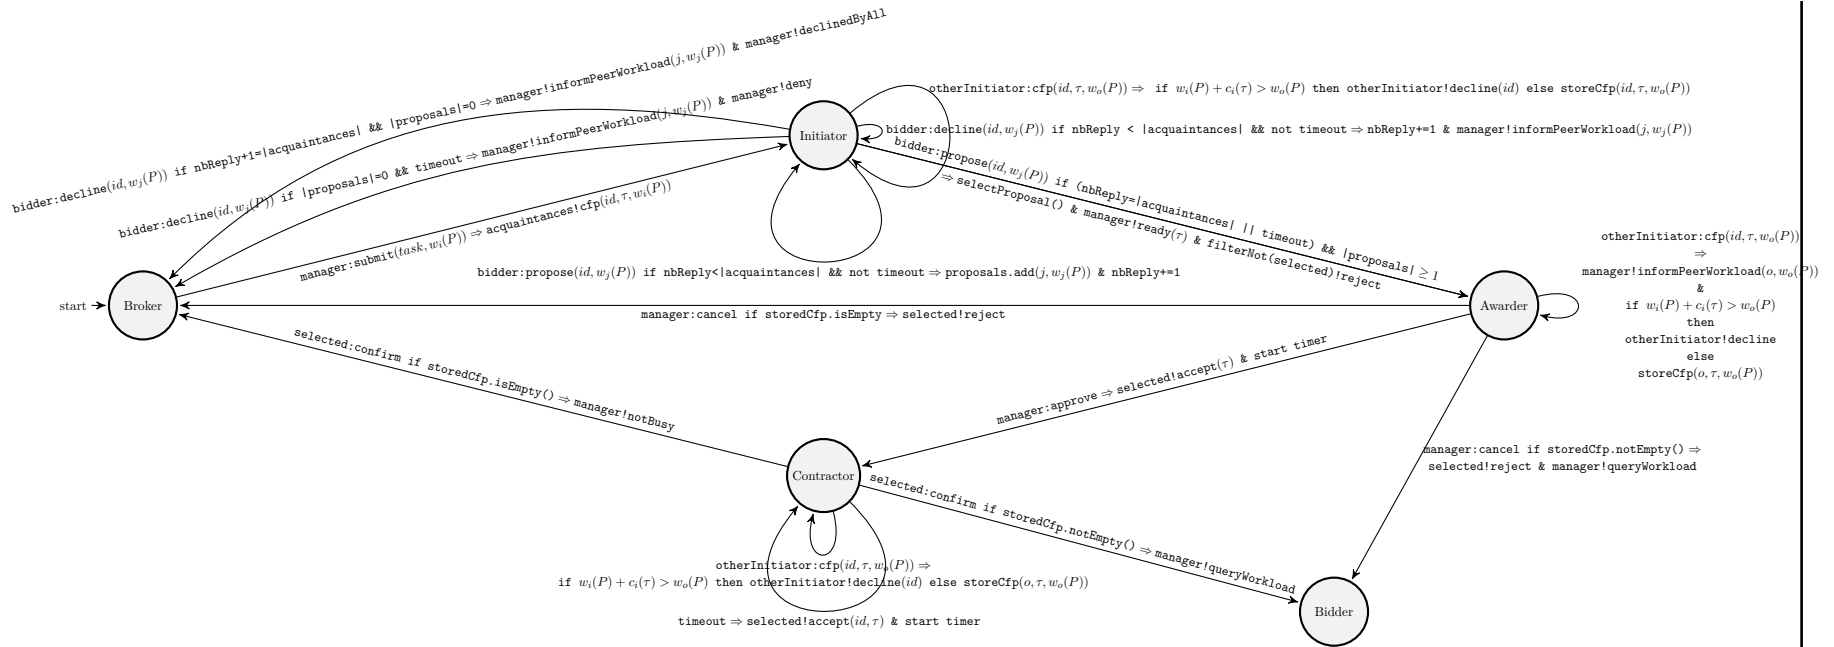 bidder:decline(id, w_j(P)) if nbReply+1=|acquaintances| && |proposals|=0 ⇒ manager!informPeerWorkload(j, w_j(P)) & manager!declinedByAll
bidder:decline(id, w_j(P)) if |proposals|=0 && timeout ⇒ manager!informPeerWorkload(j, w_j(P)) & manager!deny
manager:submit(task, w_i(P)) ⇒ acquaintances!cfp(id, τ, w_i(P))
Initiator
otherInitiator:cfp(id, τ, w_o(P)) ⇒ if w_i(P) + c_i(τ) > w_o(P) then otherInitiator!decline(id) else storeCfp(id, τ, w_o(P))
bidder:decline(id, w_j(P)) if nbReply < |acquaintances| && not timeout ⇒ nbReply+=1 & manager!informPeerWorkload(j, w_j(P))
bidder:propose(id, w_j(P)) if (nbReply=|acquaintances| || timeout) && |proposals| ≥ 1
⇒ selectProposal() & manager!ready(τ) & filterNot(selected)!reject
bidder:propose(id, w_j(P)) if nbReply<|acquaintances| && not timeout ⇒ proposals.add(j, w_j(P)) & nbReply+=1
start
Broker
Awarder
otherInitiator:cfp(id, τ, w_o(P))
⇒
manager!informPeerWorkload(o, w_o(P))
&
if w_i(P) + c_i(τ) > w_o(P)
then
otherInitiator!decline
else
storeCfp(o, τ, w_o(P))
manager:cancel if storedCfp.isEmpty ⇒ selected!reject
selected:confirm if storedCfp.isEmpty() ⇒ manager!notBusy
manager:approve ⇒ selected!accept(τ) & start timer
manager:cancel if storedCfp.notEmpty() ⇒
selected!reject & manager!queryWorkload
Contractor
selected:confirm if storedCfp.notEmpty() ⇒ manager!queryWorkload
otherInitiator:cfp(id, τ, w_o(P)) ⇒
if w_i(P) + c_i(τ) > w_o(P) then otherInitiator!decline(id) else storeCfp(o, τ, w_o(P))
timeout ⇒ selected!accept(id, τ) & start timer
Bidder